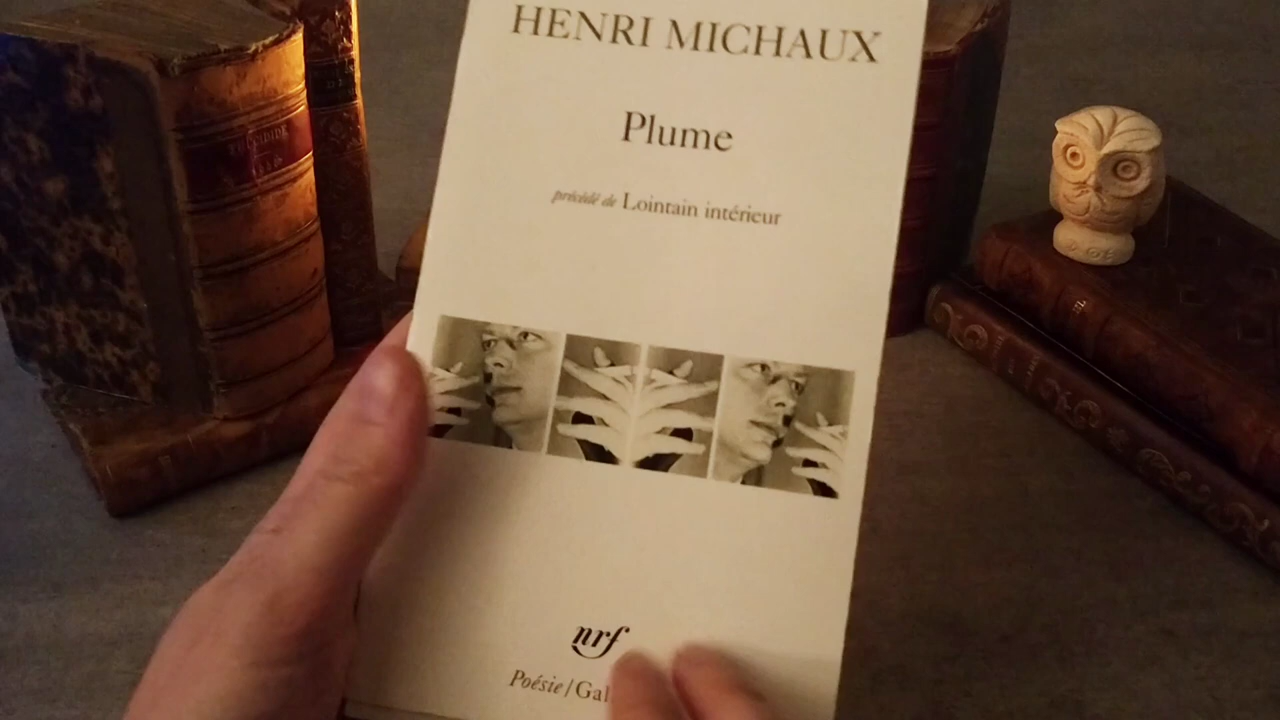 HENRI MICHAUX
Plume
précédé de Lointain intérieur
nrf
Poésie/Gal